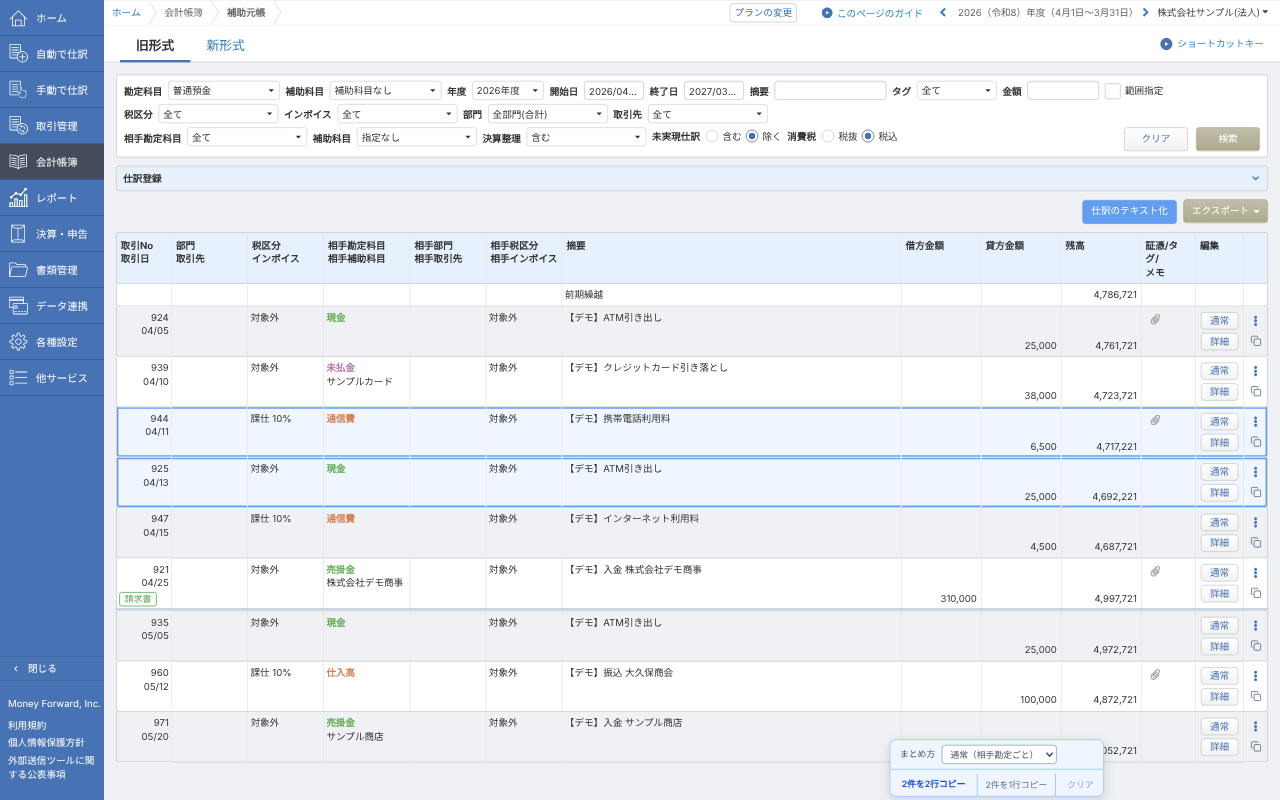 ホーム
自動で仕訳
手動で仕訳
取引管理
会計帳簿
レポート
決算・申告
書類管理
データ連携
各種設定
他サービス
閉じる
Money Forward, Inc.
利用規約
個人情報保護方針
外部送信ツールに関
する公表事項
ホーム 会計帳簿 補助元帳 プランの変更 このページのガイド 2026（令和8）年度（4月1日〜3月31日） 株式会社サンプル(法人)
旧形式 新形式 ショートカットキー
勘定科目 普通預金 補助科目 補助科目なし 年度 2026年度 開始日 2026/04... 終了日 2027/03... 摘要 タグ 全て 金額 範囲指定
税区分 全て インボイス 全て 部門 全部門(合計) 取引先 全て
相手勘定科目 全て 補助科目 指定なし 決算整理 含む 未実現仕訳 含む 除く 消費税 税抜 税込 クリア 検索
仕訳登録
仕訳のテキスト化 エクスポート
取引No 部門 税区分 相手勘定科目 相手部門 相手税区分 摘要 借方金額 貸方金額 残高 証憑/タ 編集
取引日 取引先 インボイス 相手補助科目 相手取引先 相手インボイス グ/
メモ
前期繰越 4,786,721
924 対象外 現金 対象外 【デモ】ATM引き出し 通常
04/05 25,000 4,761,721 詳細
939 対象外 未払金 対象外 【デモ】クレジットカード引き落とし 通常
04/10 サンプルカード 38,000 4,723,721 詳細
944 課仕 10% 通信費 対象外 【デモ】携帯電話利用料 通常
04/11 6,500 4,717,221 詳細
925 対象外 現金 対象外 【デモ】ATM引き出し 通常
04/13 25,000 4,692,221 詳細
947 課仕 10% 通信費 対象外 【デモ】インターネット利用料 通常
04/15 4,500 4,687,721 詳細
921 対象外 売掛金 対象外 【デモ】入金 株式会社デモ商事 通常
04/25 株式会社デモ商事 詳細
請求書 310,000 4,997,721
935 対象外 現金 対象外 【デモ】ATM引き出し 通常
05/05 25,000 4,972,721 詳細
960 課仕 10% 仕入高 対象外 【デモ】振込 大久保商会 通常
05/12 100,000 4,872,721 詳細
971 対象外 売掛金 対象外 【デモ】入金 サンプル商店 通常
05/20 サンプル商店 052,721 詳細
まとめ方 通常（相手勘定ごと）
2件を2行コピー 2件を1行コピー クリア